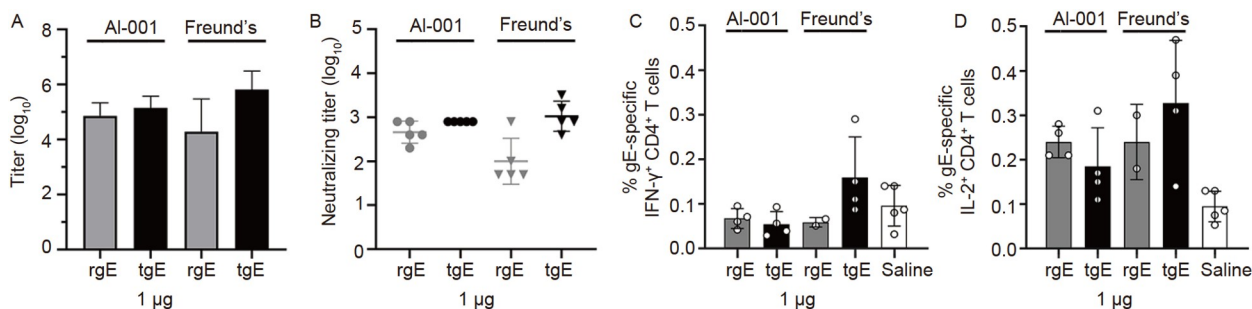 A
Al-001 Freund's
Titer (log10)
8
6
4
2
0
rgE tgE rgE tgE
1 μg
B
Al-001 Freund's
Neutralizing titer (log10)
5
4
3
2
1
rgE tgE rgE tgE
1 μg
C
Al-001 Freund's
% gE-specific
IFN-γ+ CD4+ T cells
0.5
0.4
0.3
0.2
0.1
0.0
rgE tgE rgE tgE Saline
1 μg
D
Al-001 Freund's
% gE-specific
IL-2+ CD4+ T cells
0.5
0.4
0.3
0.2
0.1
0.0
rgE tgE rgE tgE Saline
1 μg